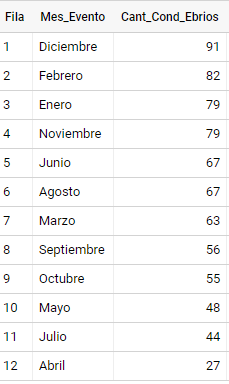 Fila Mes_Evento Cant_Cond_Ebrios
1 Diciembre 91
2 Febrero 82
3 Enero 79
4 Noviembre 79
5 Junio 67
6 Agosto 67
7 Marzo 63
8 Septiembre 56
9 Octubre 55
10 Mayo 48
11 Julio 44
12 Abril 27